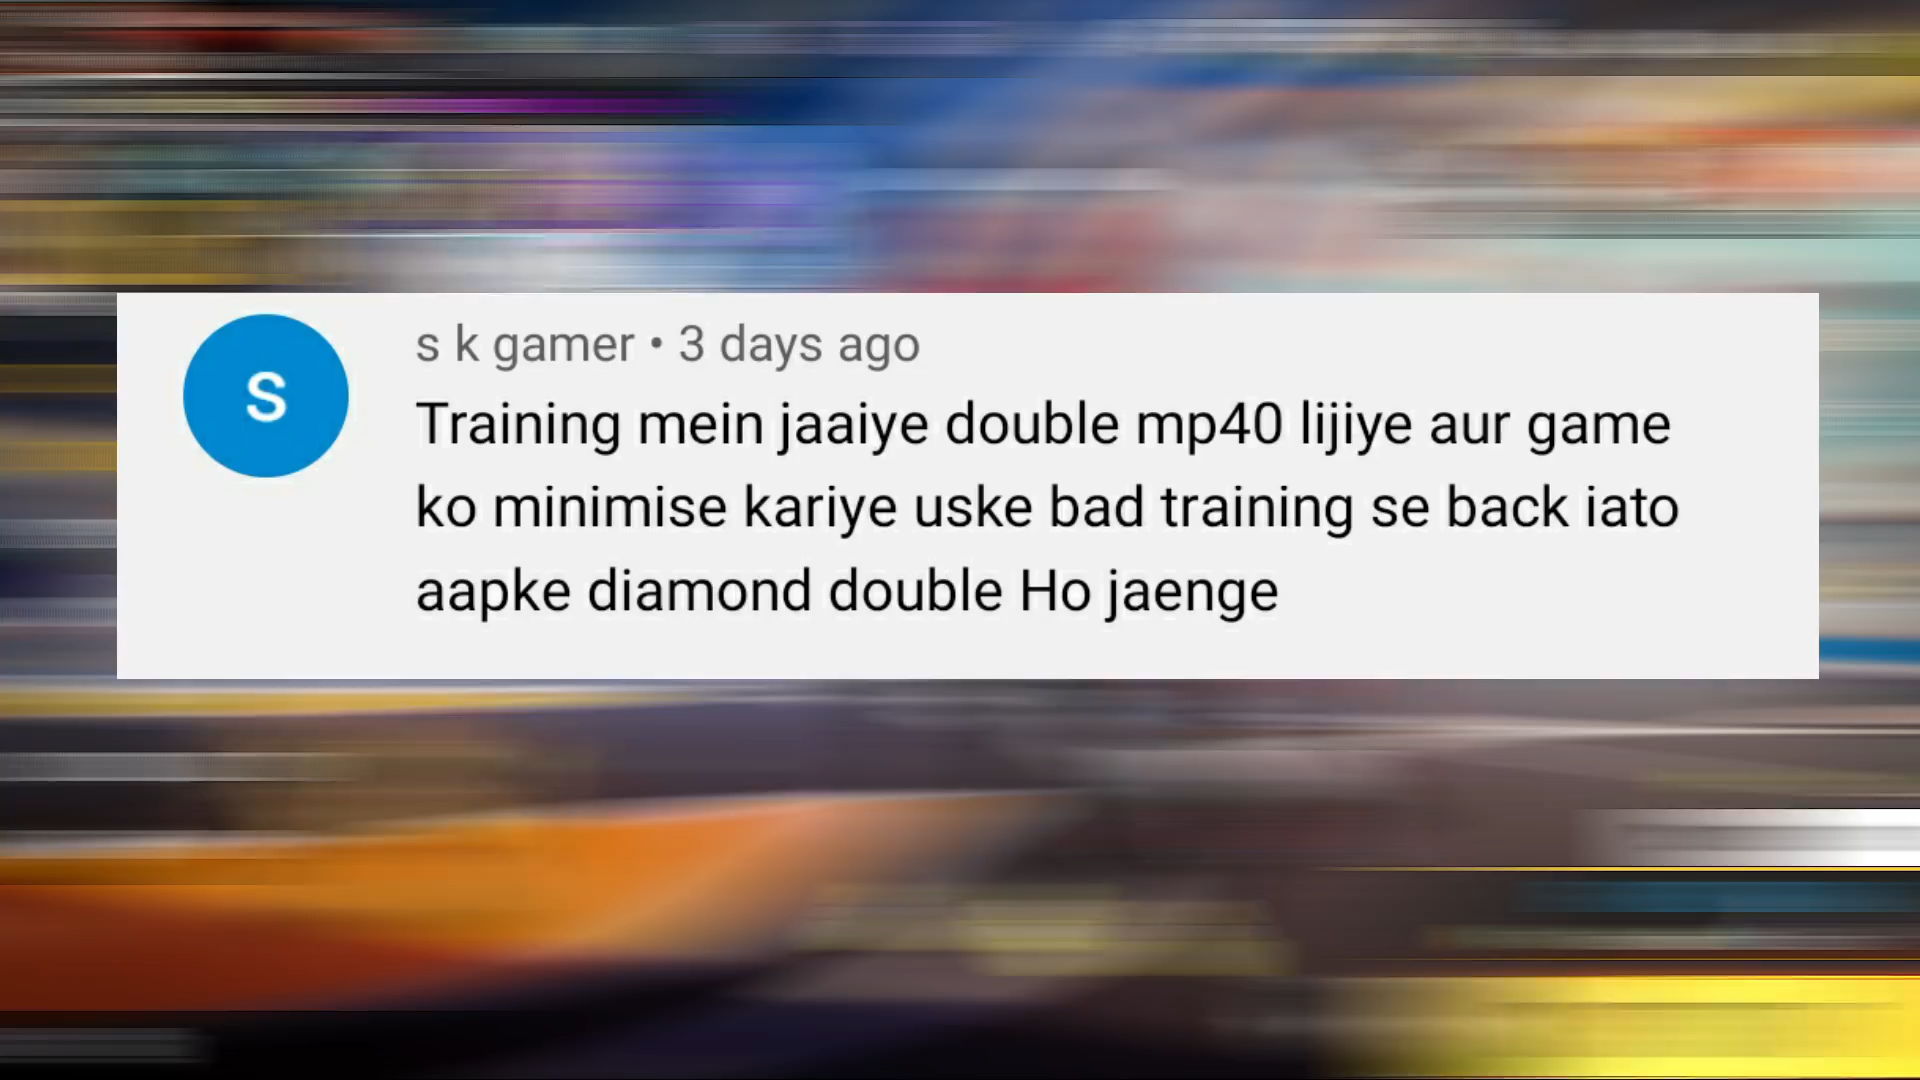 S
s k gamer • 3 days ago
Training mein jaaiye double mp40 lijiye aur game
ko minimise kariye uske bad training se back iato
aapke diamond double Ho jaenge